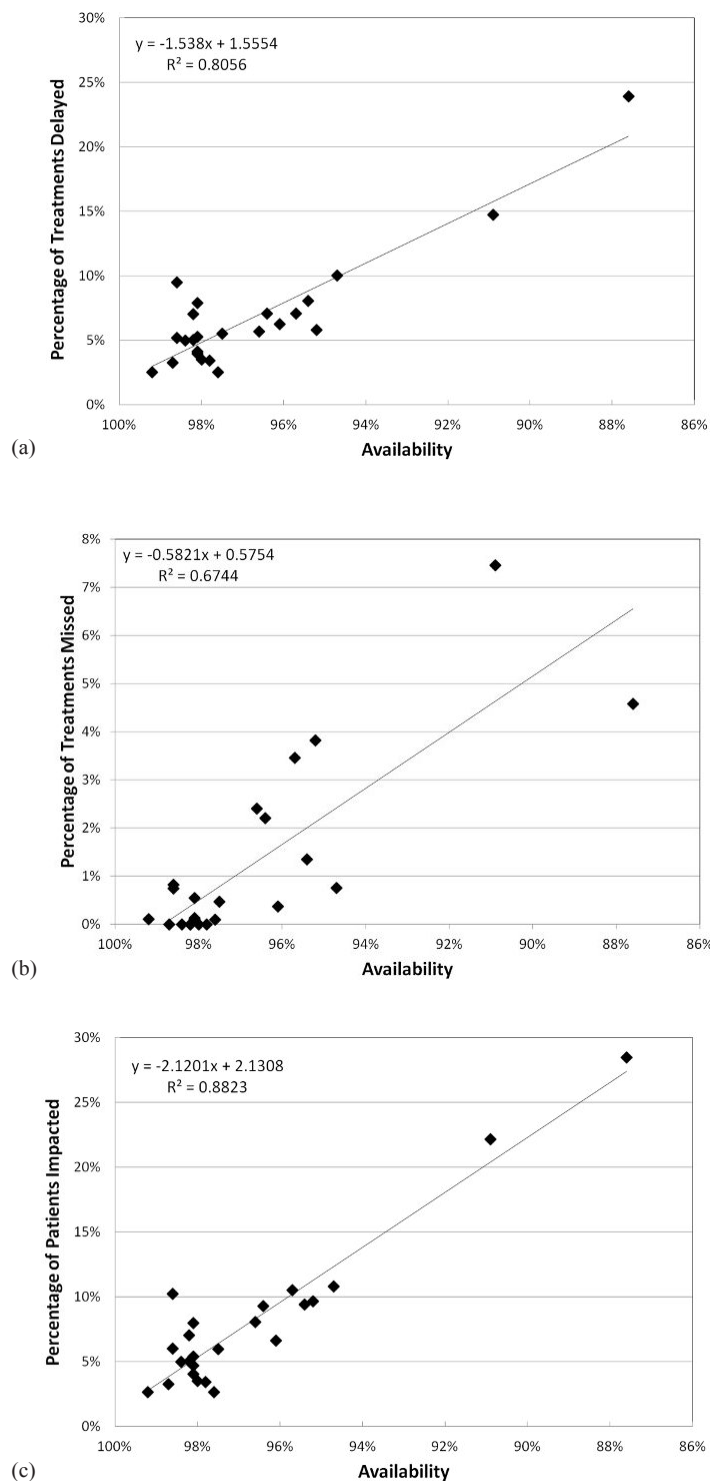 30%
y = -1.538x + 1.5554
R² = 0.8056
25%
20%
15%
10%
5%
0%
Percentage of Treatments Delayed
100% 98% 96% 94% 92% 90% 88% 86%
Availability
(a)
8%
y = -0.5821x + 0.5754
R² = 0.6744
7%
6%
5%
4%
3%
2%
1%
0%
Percentage of Treatments Missed
100% 98% 96% 94% 92% 90% 88% 86%
Availability
(b)
30%
y = -2.1201x + 2.1308
R² = 0.8823
25%
20%
15%
10%
5%
0%
Percentage of Patients Impacted
100% 98% 96% 94% 92% 90% 88% 86%
Availability
(c)